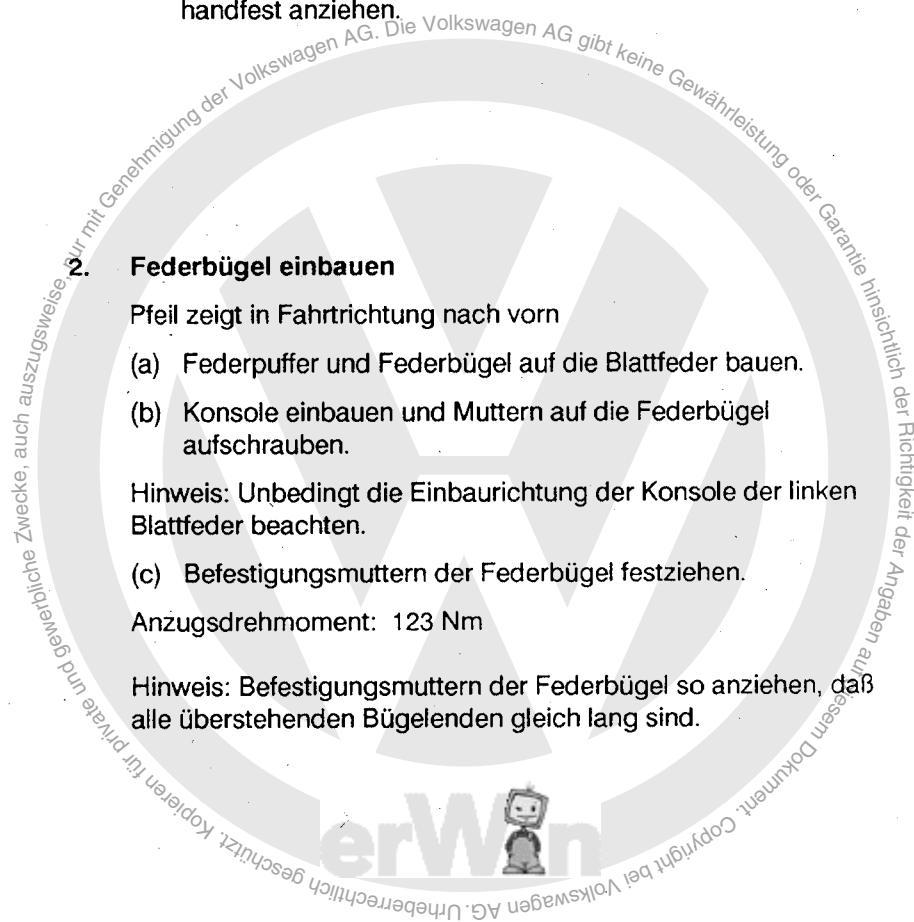 handfest anziehen.
2. Federbügel einbauen
Pfeil zeigt in Fahrtrichtung nach vorn
(a) Federpuffer und Federbügel auf die Blattfeder bauen.
(b) Konsole einbauen und Muttern auf die Federbügel
aufschrauben.
Hinweis: Unbedingt die Einbaurichtung der Konsole der linken
Blattfeder beachten.
(c) Befestigungsmuttern der Federbügel festziehen.
Anzugsdrehmoment: 123 Nm
Hinweis: Befestigungsmuttern der Federbügel so anziehen, daß
alle überstehenden Bügelenden gleich lang sind.
erWin
Urheberrechtlich geschützt. Kopieren für private und gewerbliche Zwecke, auch auszugsweise, nur mit Genehmigung der Volkswagen AG. Die Volkswagen AG gibt keine Gewährleistung oder Garantie hinsichtlich der Richtigkeit der Angaben in diesem Dokument. Copyright bei Volkswagen AG.